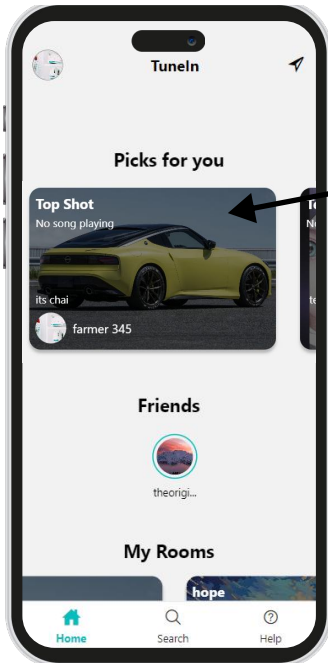 TuneIn
Picks for you
Top Shot
No song playing
its chai
farmer 345
Friends
theorigi...
My Rooms
hope
Home
Search
Help